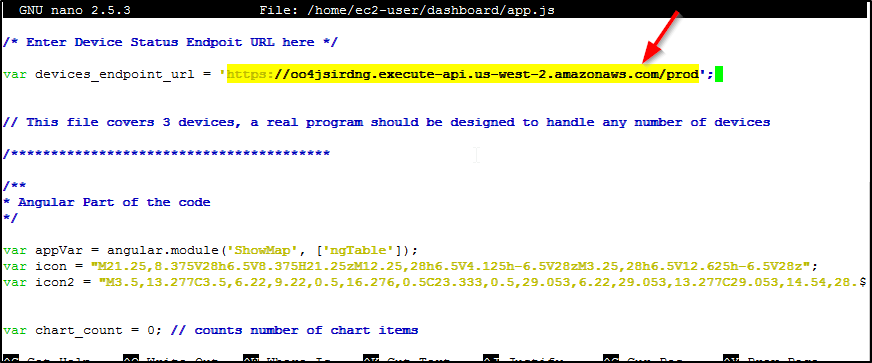 GNU nano 2.5.3 File: /home/ec2-user/dashboard/app.js
/* Enter Device Status Endpoit URL here */
var devices_endpoint_url = 'https://oo4jsirdng.execute-api.us-west-2.amazonaws.com/prod';
// This file covers 3 devices, a real program should be designed to handle any number of devices
/****************************************
/**
* Angular Part of the code
*/
var appVar = angular.module('ShowMap', ['ngTable']);
var icon = "M21.25,8.375V28h6.5V8.375H21.25zM12.25,28h6.5V4.125h-6.5V28zM3.25,28h6.5V12.625h-6.5V28z";
var icon2 = "M3.5,13.277C3.5,6.22,9.22,0.5,16.276,0.5C23.333,0.5,29.053,6.22,29.053,13.277C29.053,14.54,28.$
var chart_count = 0; // counts number of chart items